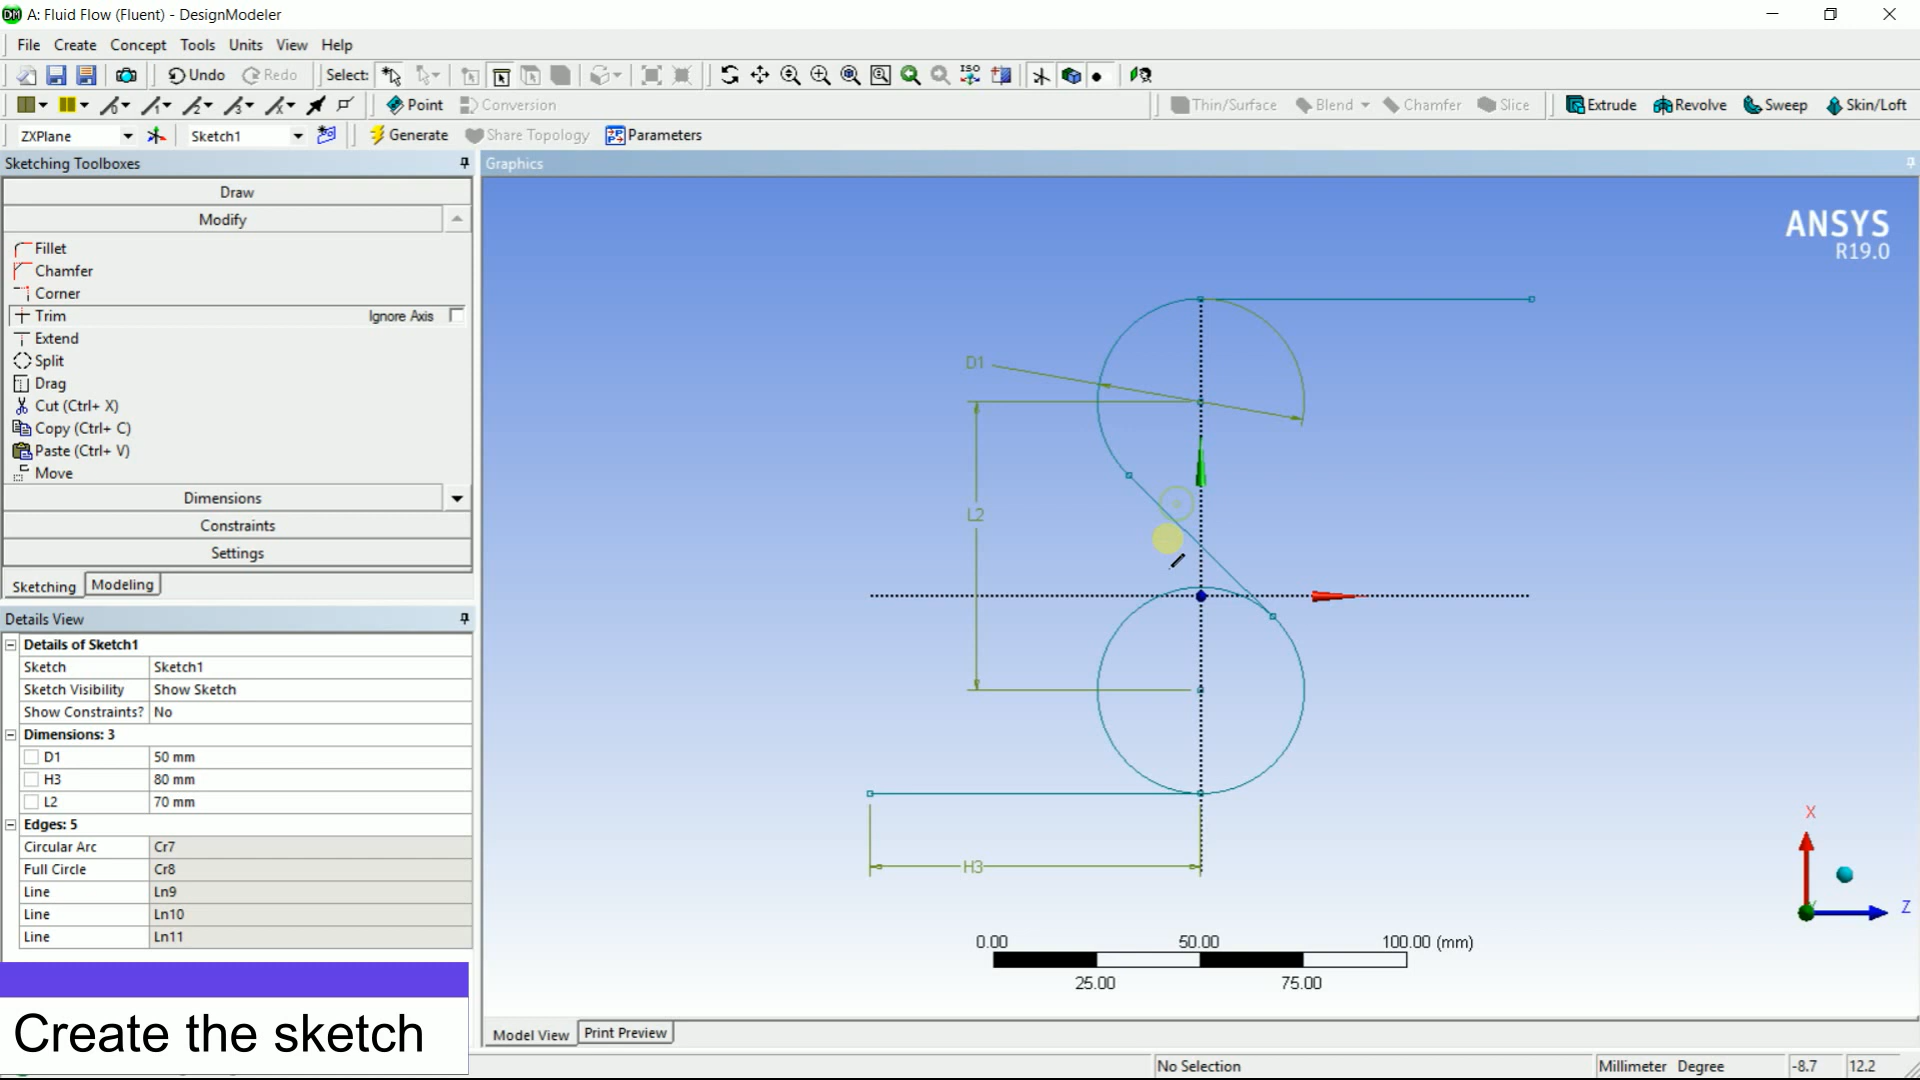 DM A: Fluid Flow (Fluent) - DesignModeler
File Create Concept Tools Units View Help
Undo Redo Select: ISO
Point Conversion Thin/Surface Blend Chamfer Slice Extrude Revolve Sweep Skin/Loft
ZXPlane Sketch1 Generate Share Topology Parameters
Sketching Toolboxes
Draw
Modify
Fillet
Chamfer
Corner
Trim Ignore Axis
Extend
Split
Drag
Cut (Ctrl+ X)
Copy (Ctrl+ C)
Paste (Ctrl+ V)
Move
Dimensions
Constraints
Settings
Sketching Modeling
Details View
Details of Sketch1
Sketch Sketch1
Sketch Visibility Show Sketch
Show Constraints? No
Dimensions: 3
D1 50 mm
H3 80 mm
L2 70 mm
Edges: 5
Circular Arc Cr7
Full Circle Cr8
Line Ln9
Line Ln10
Line Ln11
Create the sketch
Graphics
ANSYS
R19.0
D1
L2
H3
X
Z
0.00 50.00 100.00 (mm)
25.00 75.00
Model View Print Preview
No Selection Millimeter Degree -8.7 12.2